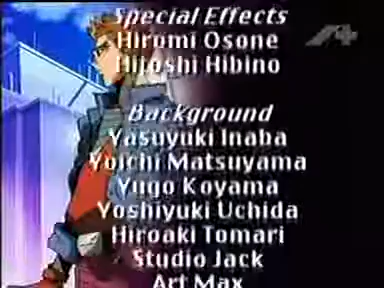 Special Effects
Hirumi Osone
Hitoshi Hibino
Background
Yasuyuki Inaba
Yoichi Matsuyama
Yugo Koyama
Yoshiyuki Uchida
Hiroaki Tomari
Studio Jack
Art Max